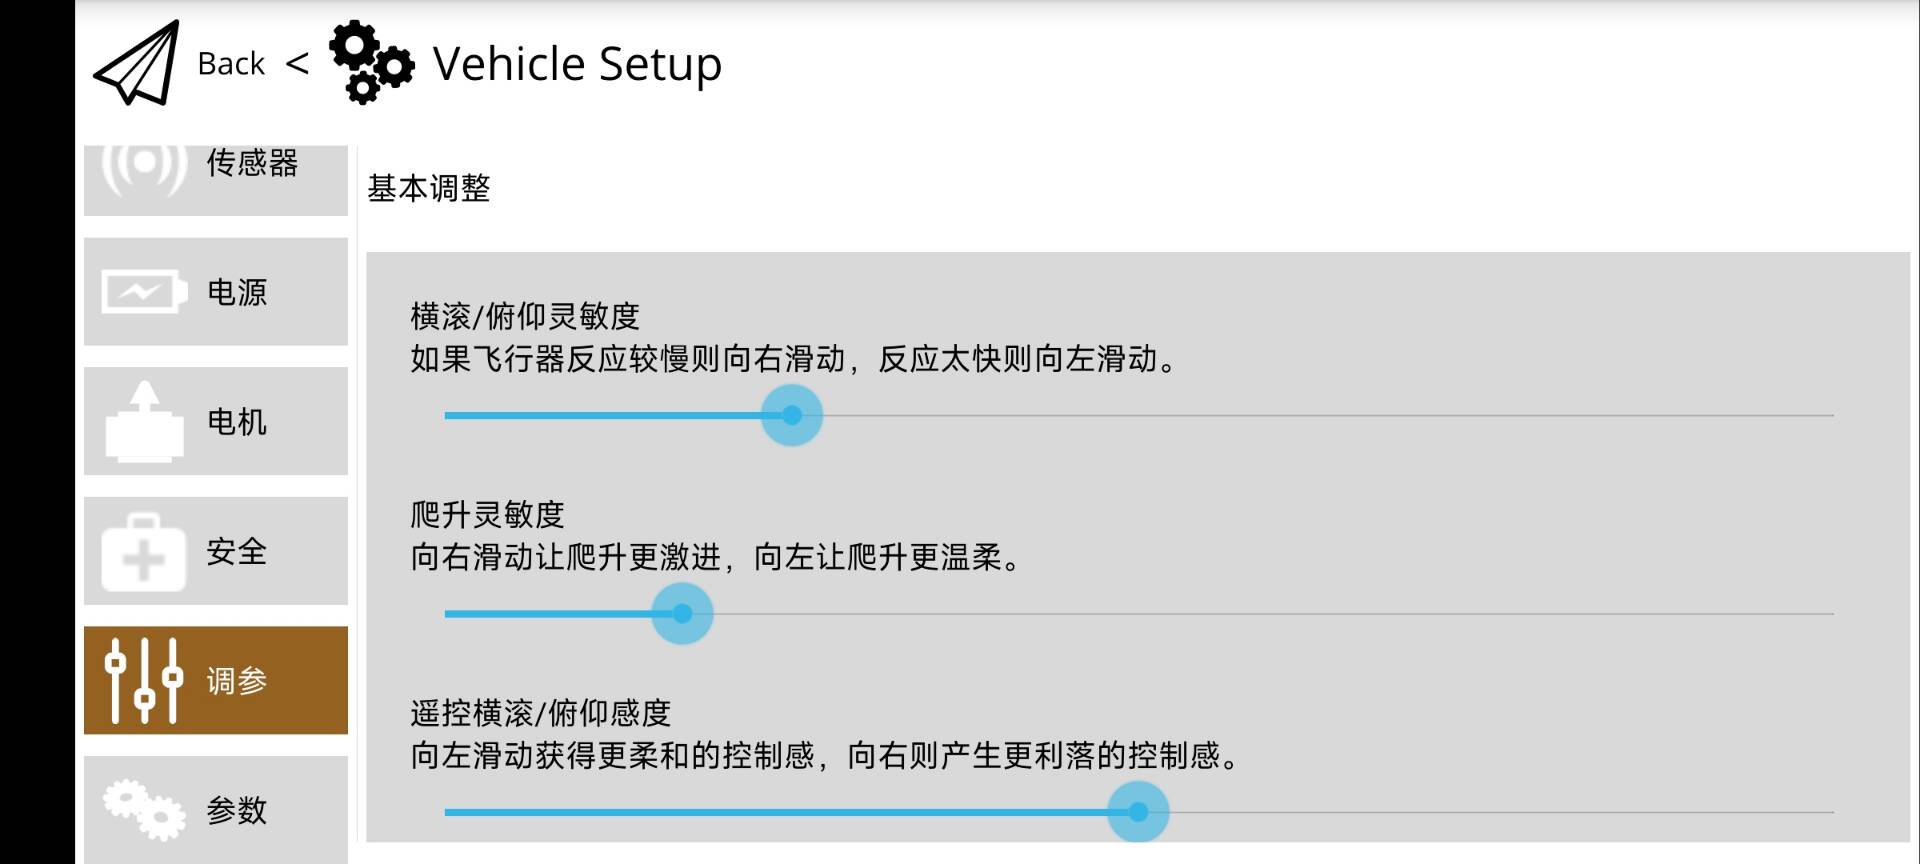 Back < Vehicle Setup
传感器
电源
电机
安全
调参
参数
基本调整
横滚/俯仰灵敏度
如果飞行器反应较慢则向右滑动，反应太快则向左滑动。
爬升灵敏度
向右滑动让爬升更激进，向左让爬升更温柔。
遥控横滚/俯仰感度
向左滑动获得更柔和的控制感，向右则产生更利落的控制感。